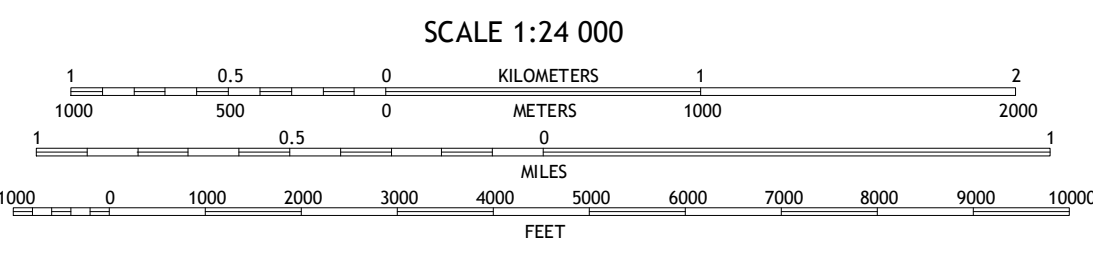 SCALE 1:24 000
1 0.5 0 KILOMETERS 1 2
1000 500 0 METERS 1000 2000
1 0.5 0 1
MILES
1000 0 1000 2000 3000 4000 5000 6000 7000 8000 9000 10000
FEET